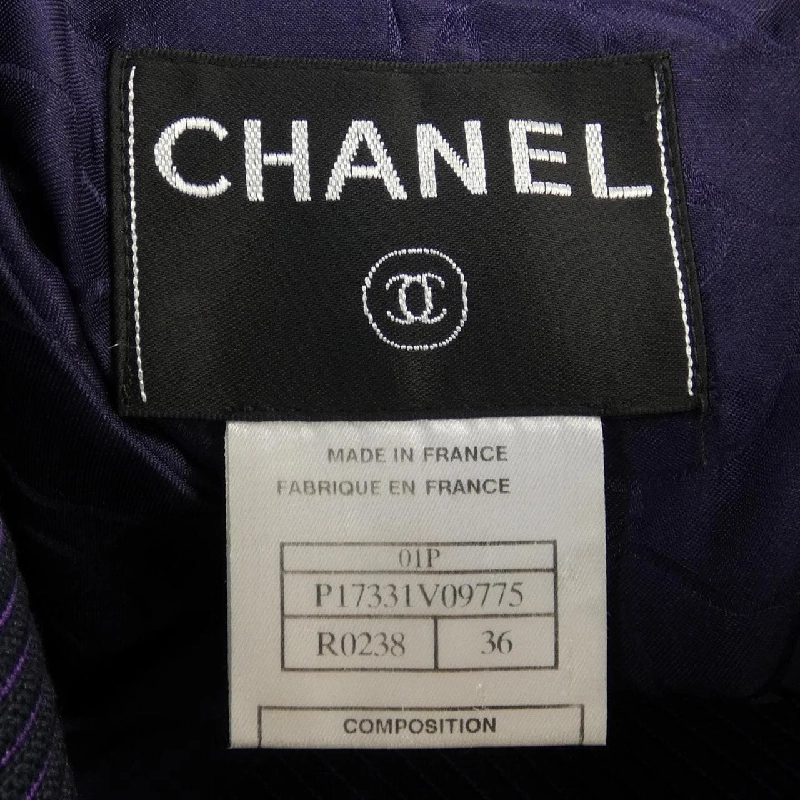 CHANEL
MADE IN FRANCE
FABRIQUE EN FRANCE
01P
P17331V09775
R0238 36
COMPOSITION